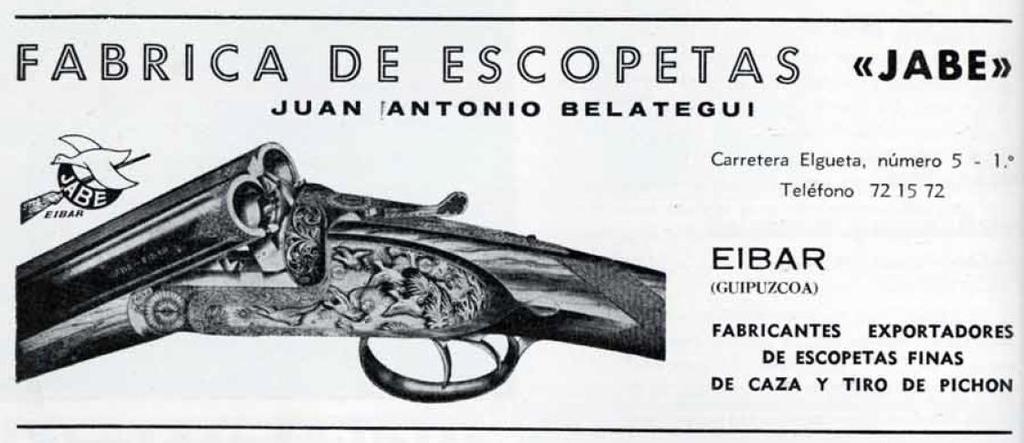 FABRICA DE ESCOPETAS «JABE»
JUAN ANTONIO BELATEGUI
JABE
EIBAR
Carretera Elgueta, número 5 - 1.º
Teléfono 72 15 72
EIBAR
(GUIPUZCOA)
FABRICANTES EXPORTADORES
DE ESCOPETAS FINAS
DE CAZA Y TIRO DE PICHON